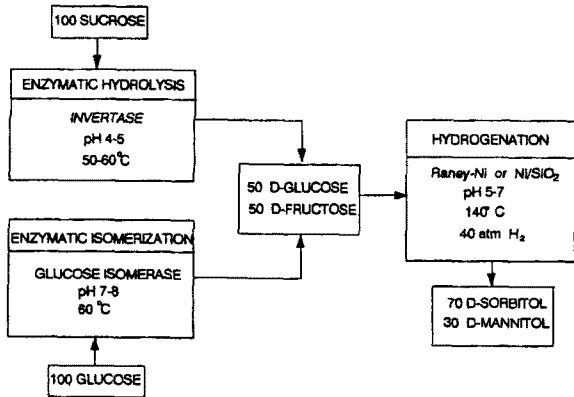 100 SUCROSE
ENZYMATIC HYDROLYSIS
INVERTASE
pH 4-5
50-60°C
50 D-GLUCOSE
50 D-FRUCTOSE
HYDROGENATION
Raney-Ni or Ni/SiO₂
pH 5-7
140° C
40 atm H₂
ENZYMATIC ISOMERIZATION
GLUCOSE ISOMERASE
pH 7-8
60 °C
70 D-SORBITOL
30 D-MANNITOL
100 GLUCOSE